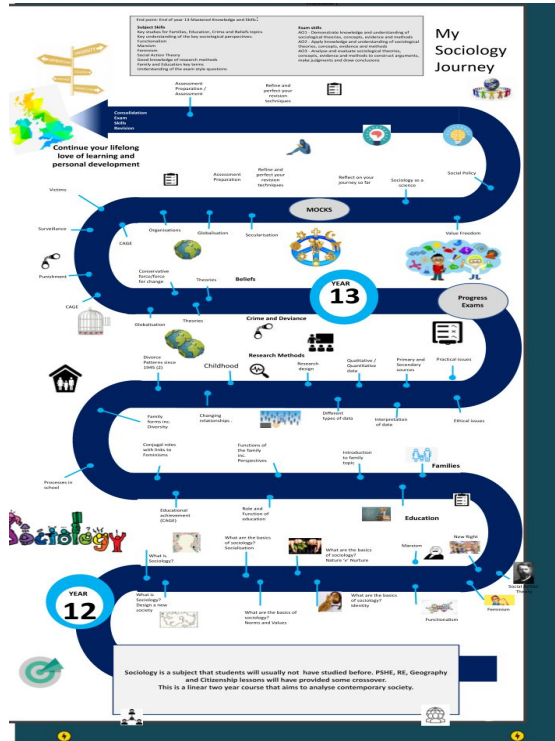 End point: End of year 13 Mastered Knowledge and Skills:
Subject Skills
Key studies for Families, Education, Crime and Beliefs topics
Key understanding of the key sociological perspectives:
Functionalism
Marxism
Feminism
Social Action Theory
Good knowledge of research methods
Family and Education key terms
Understanding of the exam style questions
Exam skills
AO1 - Demonstrate knowledge and understanding of
sociological theories, concepts, evidence and methods
AO2 - Apply knowledge and understanding of sociological
theories, concepts, evidence and methods
AO3 - Analyse and evaluate sociological theories,
concepts, evidence and methods to construct arguments,
make judgments and draw conclusions.
My
Sociology
Journey
Assessment
Preparation /
Assessment
Refine and
perfect your
revision
techniques
Consolidation
Exam
Skills
Revision
Continue your lifelong
love of learning and
personal development
Assessment
Preparation
Refine and
perfect your
revision
techniques
Reflect on your
journey so far
Sociology as a
science
Social Policy
Victims
MOCKS
Surveillance
CAGE
Organisations
Globalisation
Secularisation
Value Freedom
Punishment
Conservative
force/force
for change
Theories
Beliefs
YEAR
13
Progress
Exams
CAGE
Globalisation
Theories
Crime and Deviance
Research Methods
Divorce
Patterns since
1945 (2)
Childhood
Research
design
Qualitative /
Quantitative
data
Primary and
Secondary
sources
Practical issues
Family
forms inc.
Diversity
Changing
relationships .
Different
types of data
Interpretation
of data
Ethical issues
Conjugal roles
with links to
Feminisms
Functions of
the family
inc.
Perspectives
Introduction
to family
topic
Families
Processes in
school
Educational
achievement
(CAGE)
Role and
Function of
education
Education
Sociology
What is
Sociology?
What are the basics
of sociology?
Socialisation
What are the basics
of sociology?
Nature 'v' Nurture
Marxism
New Right
Social Action
Theory
YEAR
12
What is
Sociology?
Design a new
society
What are the basics of
sociology?
Norms and Values
What are the basics
of sociology?
Identity
Functionalism
Feminism
Sociology is a subject that students will usually not have studied before. PSHE, RE, Geography
and Citizenship lessons will have provided some crossover.
This is a linear two year course that aims to analyse contemporary society.